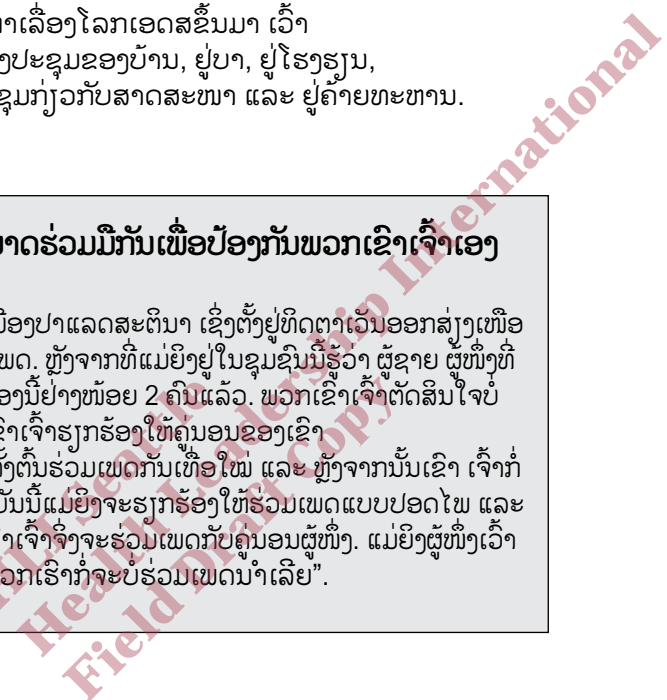 າເລື່ອງໂລກເອດສຂຶ້ນມາ ເວົ້າ
ງປະຊຸມຂອງບ້ານ, ຢູ່ບາ, ຢູ່ໂຮງຮຽນ,
ຊຸມກ່ຽວກັບສາດສະໜາ ແລະ ຢູ່ຄ້າຍທະຫານ.
ມາດຮ່ວມມືກັນເພື່ອປ້ອງກັນພວກເຂົາເຈົ້າເອງ
ມືອງປາແລດສະຕິນາ ເຊິ່ງຕັ້ງຢູ່ທິດຕາເວັນອອກສ່ຽງເໜືອ
ພດ. ຫຼັງຈາກທີ່ແມ່ຍິງຢູ່ໃນຊຸມຊົນນີ້ຮູ້ວ່າ ຜູ້ຊາຍ ຜູ້ໜຶ່ງທີ່
ອງນີ້ຢ່າງໜ້ອຍ 2 ຄົນແລ້ວ. ພວກເຂົາເຈົ້າຕັດສິນໃຈບໍ່
ຂົາເຈົ້າຮຽກຮ້ອງໃຫ້ຄູ່ນອນຂອງເຂົາ
ັ້ງຕົ້ນຮ່ວມເພດກັນເທື່ອໃໝ່ ແລະ ຫຼັງຈາກນັ້ນເຂົາ ເຈົ້າກໍ່
ບັນນີ້ແມ່ຍິງຈະຮຽກຮ້ອງໃຫ້ຮ່ວມເພດແບບປອດໄພ ແລະ
າເຈົ້າຈຶ່ງຈະຮ່ວມເພດກັບຄູ່ນອນຜູ້ໜຶ່ງ. ແມ່ຍິງຜູ້ໜຶ່ງເວົ້າ
ວກເຮົາກໍ່ຈະບໍ່ຮ່ວມເພດນຳເລີຍ”.
HLI Seattle
Health Leadership International
Field Draft Copy